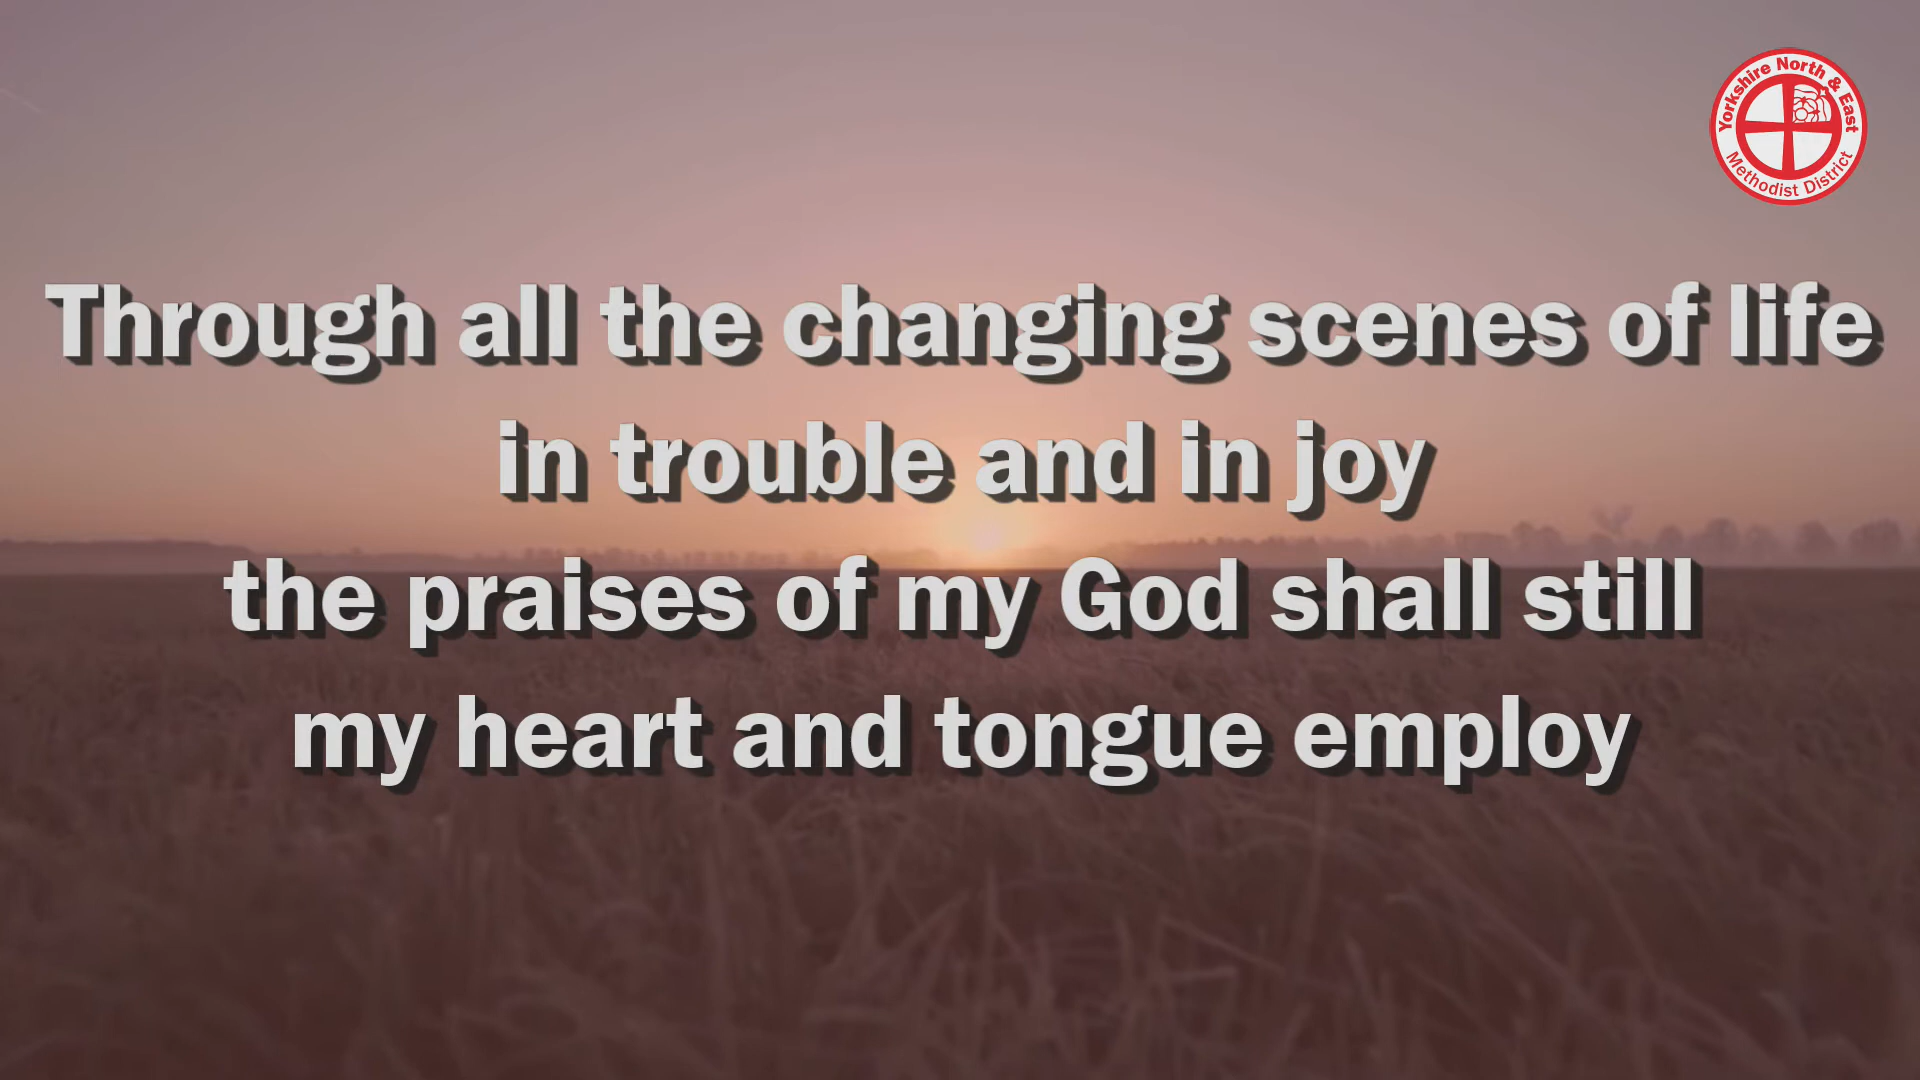 Yorkshire North & East
Methodist District
Through all the changing scenes of life
in trouble and in joy
the praises of my God shall still
my heart and tongue employ